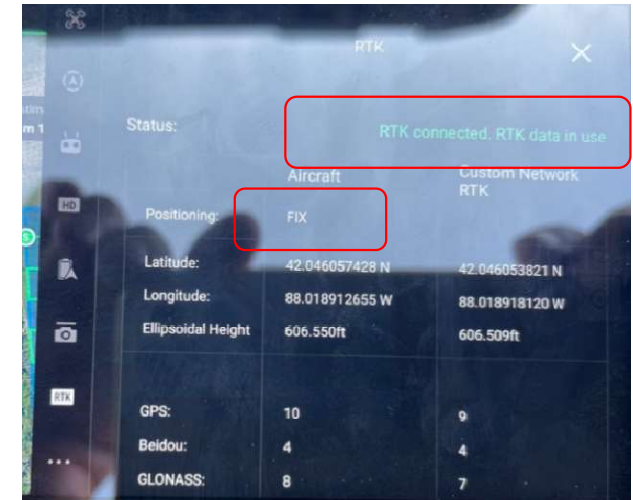 RTK
Status: RTK connected. RTK data in use
m 1
Aircraft Custom Network RTK
HD
Positioning: FIX
S
Latitude: 42.046057428 N 42.046053821 N
Longitude: 88.018912655 W 88.018918120 W
Ellipsoidal Height 606.550ft 606.509ft
RTK
GPS: 10 9
Beidou: 4 4
GLONASS: 8 7